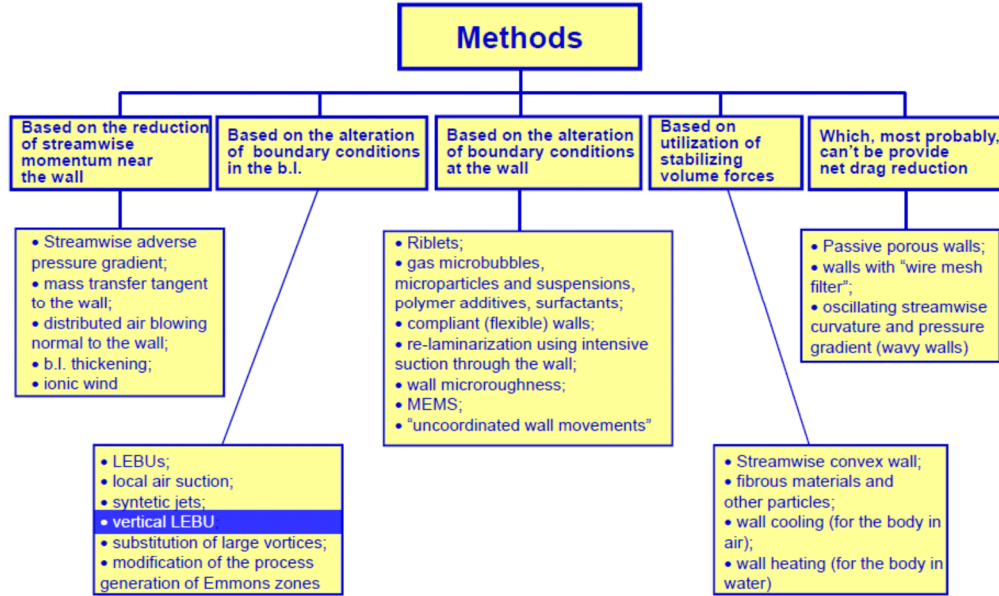 Methods
Based on the reduction
of streamwise
momentum near
the wall
Based on the alteration
of boundary conditions
in the b.l.
Based on the alteration
of boundary conditions
at the wall
Based on
utilization of
stabilizing
volume forces
Which, most probably,
can't be provide
net drag reduction
• Streamwise adverse
pressure gradient;
• mass transfer tangent
to the wall;
• distributed air blowing
normal to the wall;
• b.l. thickening;
• ionic wind
• Riblets;
• gas microbubbles,
microparticles and suspensions,
polymer additives, surfactants;
• compliant (flexible) walls;
• re-laminarization using intensive
suction through the wall;
• wall microroughness;
• MEMS;
• “uncoordinated wall movements”
• Passive porous walls;
• walls with “wire mesh
filter”;
• oscillating streamwise
curvature and pressure
gradient (wavy walls)
• LEBUs;
• local air suction;
• syntetic jets;
• vertical LEBU;
• substitution of large vortices;
• modification of the process
generation of Emmons zones
• Streamwise convex wall;
• fibrous materials and
other particles;
• wall cooling (for the body in
air);
• wall heating (for the body in
water)